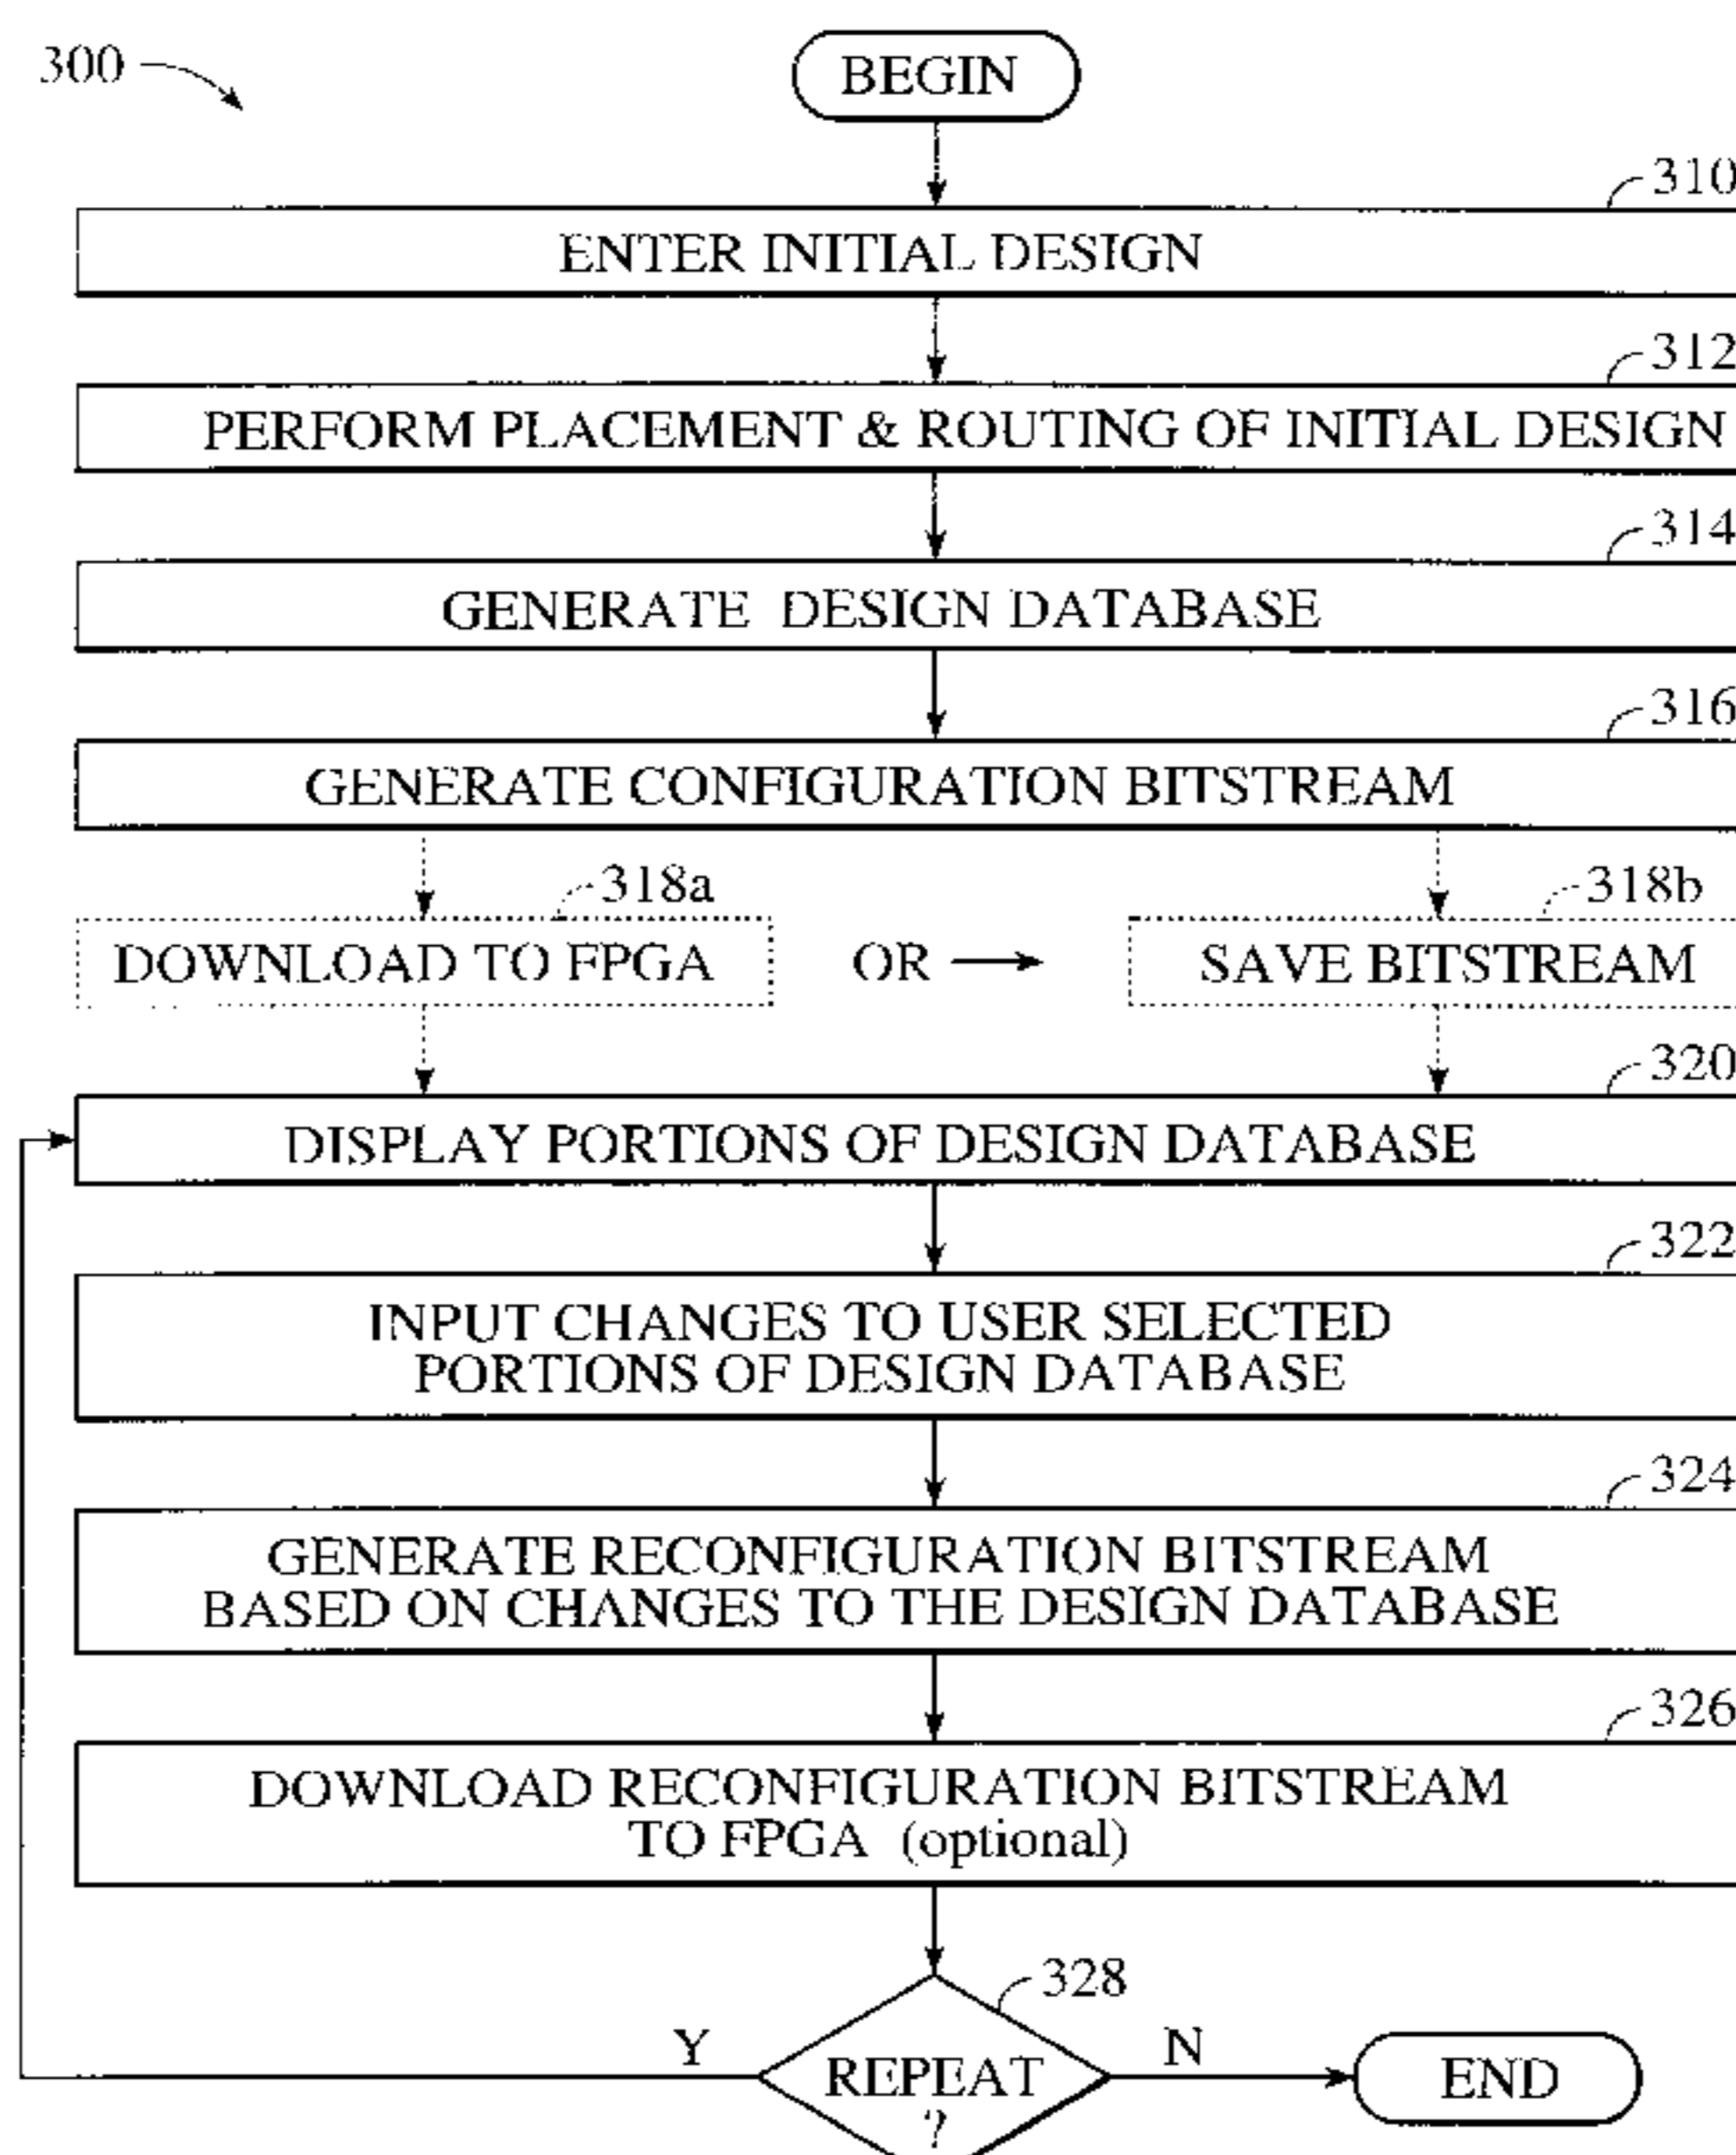 300
BEGIN
310
ENTER INITIAL DESIGN
312
PERFORM PLACEMENT & ROUTING OF INITIAL DESIGN
314
GENERATE DESIGN DATABASE
316
GENERATE CONFIGURATION BITSTREAM
318a
318b
DOWNLOAD TO FPGA OR SAVE BITSTREAM
320
DISPLAY PORTIONS OF DESIGN DATABASE
322
INPUT CHANGES TO USER SELECTED
PORTIONS OF DESIGN DATABASE
324
GENERATE RECONFIGURATION BITSTREAM
BASED ON CHANGES TO THE DESIGN DATABASE
326
DOWNLOAD RECONFIGURATION BITSTREAM
TO FPGA (optional)
328
Y
N
REPEAT
?
END